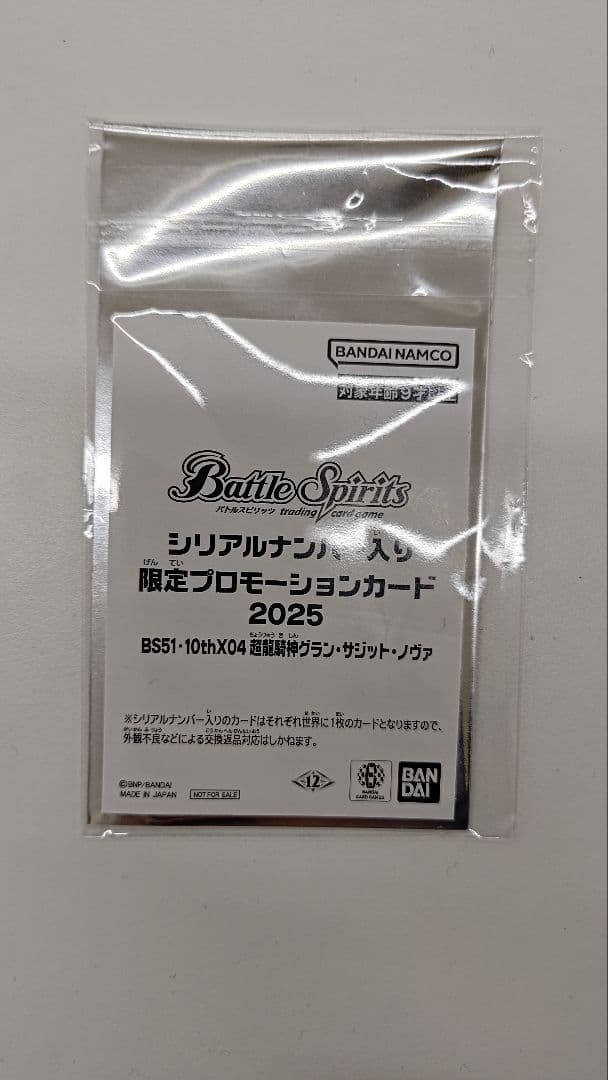 BANDAI NAMCO
対象年齢9才以上
Battle Spirits
バトルスピリッツ trading card game
シリアルナンバー入り
限定プロモーションカード
2025
BS51・10thX04 超龍騎神グラン・サジット・ノヴァ
※シリアルナンバー入りのカードはそれぞれ世界に1枚のカードとなりますので、
外観不良などによる交換返品対応はしかねます。
©BNP/BANDAI
MADE IN JAPAN
NOT FOR SALE
12
BANDAI
CARD GAMES
BAN
DAI